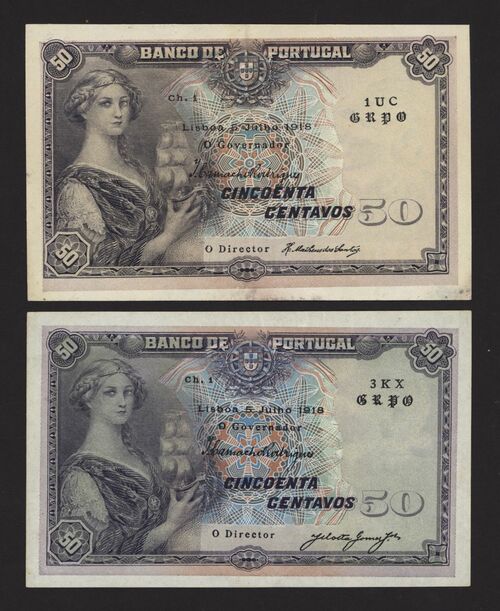 50 BANCO DE PORTUGAL 50
Ch. 1
1UC
GRPO
Lisboa 5 Julho 1918
O Governador
CINCOENTA
CENTAVOS 50
50
O Director
50 BANCO DE PORTUGAL 50
Ch. 1
3KX
GRPO
Lisboa 5 Julho 1918
O Governador
CINCOENTA
CENTAVOS 50
50
O Director